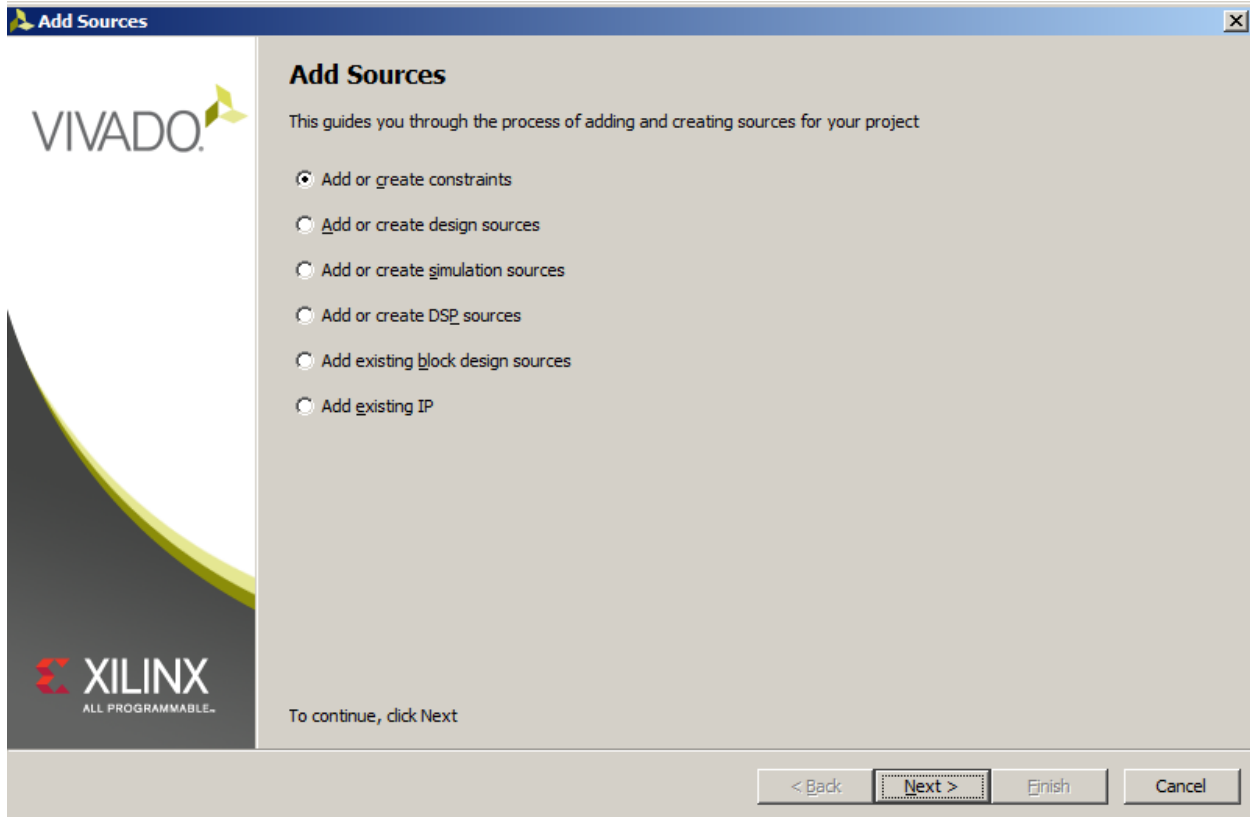 Add Sources
VIVADO.
Add Sources
This guides you through the process of adding and creating sources for your project
Add or create constraints
Add or create design sources
Add or create simulation sources
Add or create DSP sources
Add existing block design sources
Add existing IP
XILINX
ALL PROGRAMMABLE™
To continue, click Next
< Back
Next >
Finish
Cancel